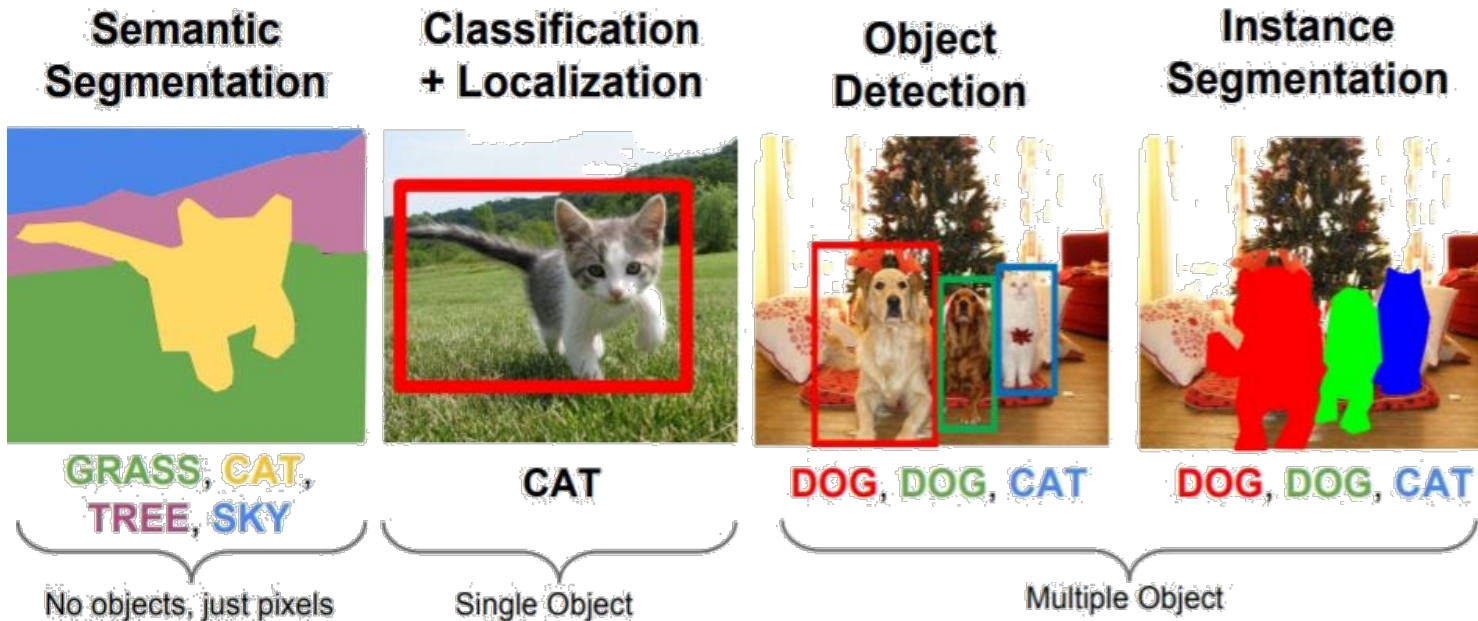 Semantic
Segmentation
Classification
+ Localization
Object
Detection
Instance
Segmentation
GRASS, CAT,
TREE, SKY
CAT
DOG, DOG, CAT
DOG, DOG, CAT
No objects, just pixels
Single Object
Multiple Object